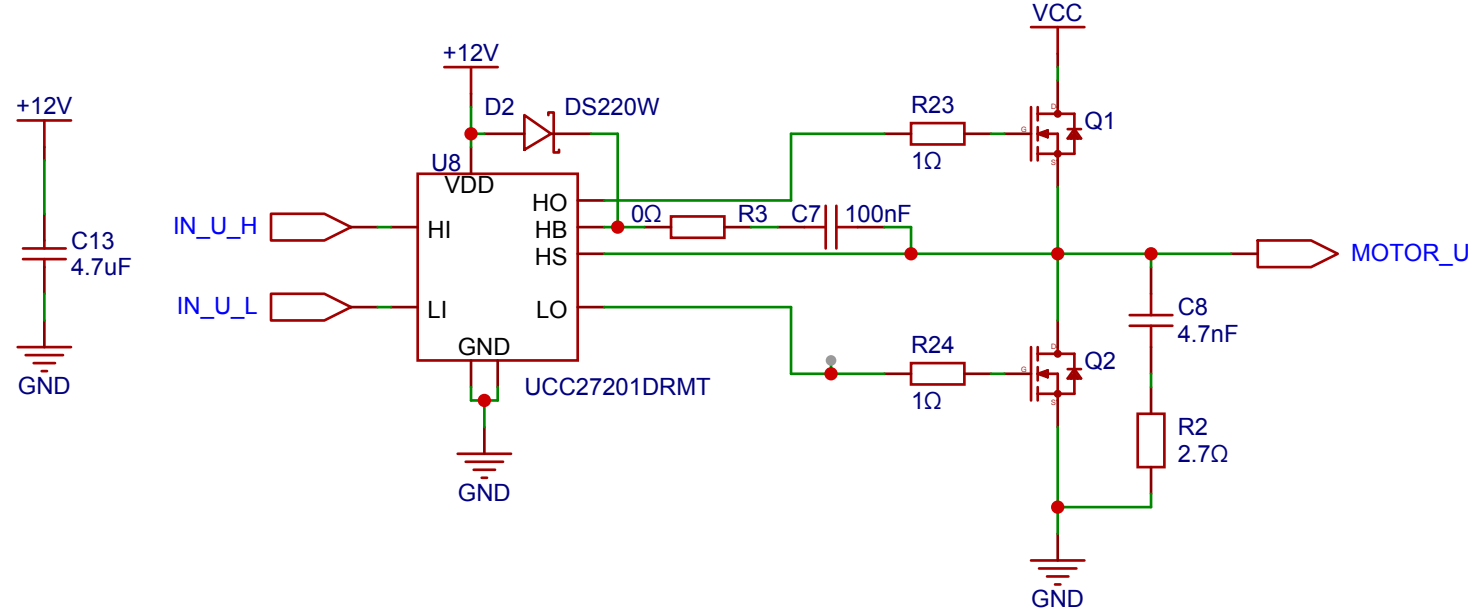 VCC
+12V
+12V
D2
DS220W
R23
Q1
1Ω
U8
VDD
HO
0Ω
R3
C7
100nF
IN_U_H
HI
HB
C13
4.7uF
HS
MOTOR_U
IN_U_L
LI
LO
C8
4.7nF
GND
R24
Q2
GND
UCC27201DRMT
1Ω
R2
2.7Ω
GND
GND
D
G
S
D
G
S